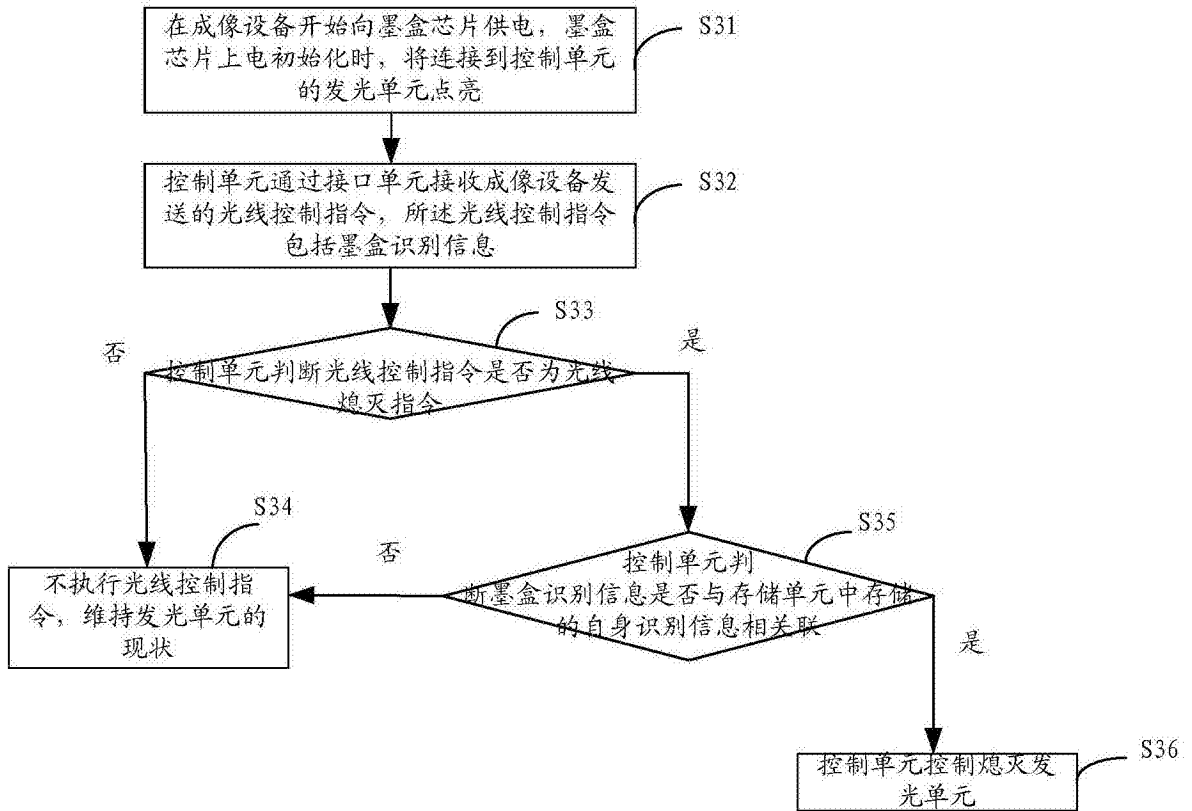 在成像设备开始向墨盒芯片供电，墨盒
芯片上电初始化时，将连接到控制单元
的发光单元点亮
S31
控制单元通过接口单元接收成像设备发
送的光线控制指令，所述光线控制指令
包括墨盒识别信息
S32
S33
否
是
控制单元判断光线控制指令是否为光线
熄灭指令
S34
S35
不执行光线控制指
令，维持发光单元的
现状
否
控制单元判
断墨盒识别信息是否与存储单元中存储
的自身识别信息相关联
是
控制单元控制熄灭发
光单元
S36